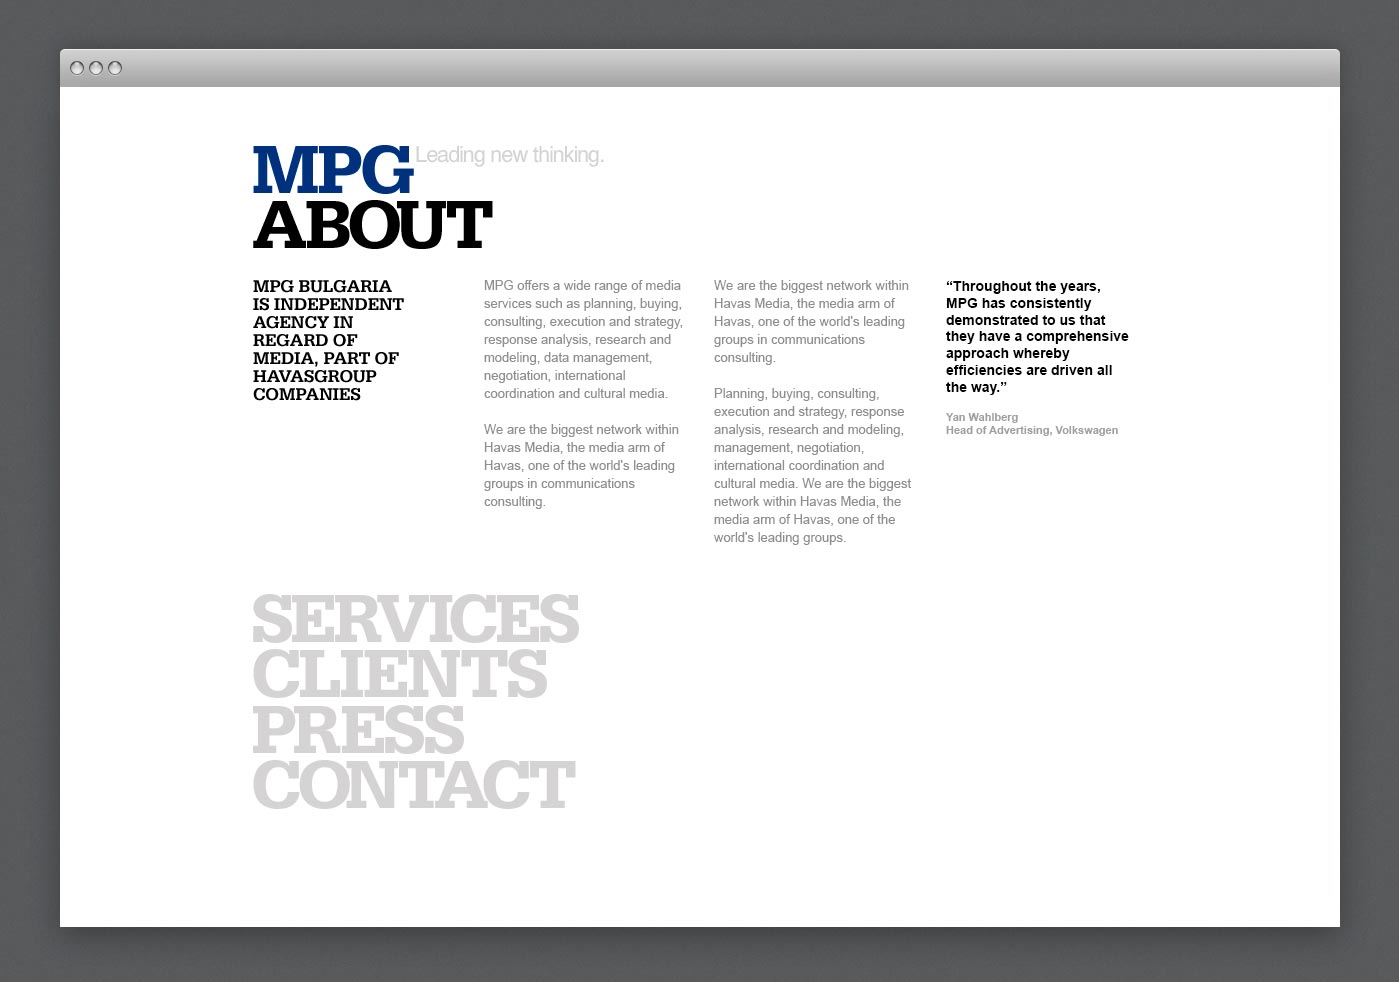 MPG Leading new thinking.
ABOUT
MPG BULGARIA
IS INDEPENDENT
AGENCY IN
REGARD OF
MEDIA, PART OF
HAVASGROUP
COMPANIES
MPG offers a wide range of media
services such as planning, buying,
consulting, execution and strategy,
response analysis, research and
modeling, data management,
negotiation, international
coordination and cultural media.
We are the biggest network within
Havas Media, the media arm of
Havas, one of the world's leading
groups in communications
consulting.
We are the biggest network within
Havas Media, the media arm of
Havas, one of the world's leading
groups in communications
consulting.
Planning, buying, consulting,
execution and strategy, response
analysis, research and modeling,
management, negotiation,
international coordination and
cultural media. We are the biggest
network within Havas Media, the
media arm of Havas, one of the
world's leading groups.
“Throughout the years,
MPG has consistently
demonstrated to us that
they have a comprehensive
approach whereby
efficiencies are driven all
the way.”
Yan Wahlberg
Head of Advertising, Volkswagen
SERVICES
CLIENTS
PRESS
CONTACT